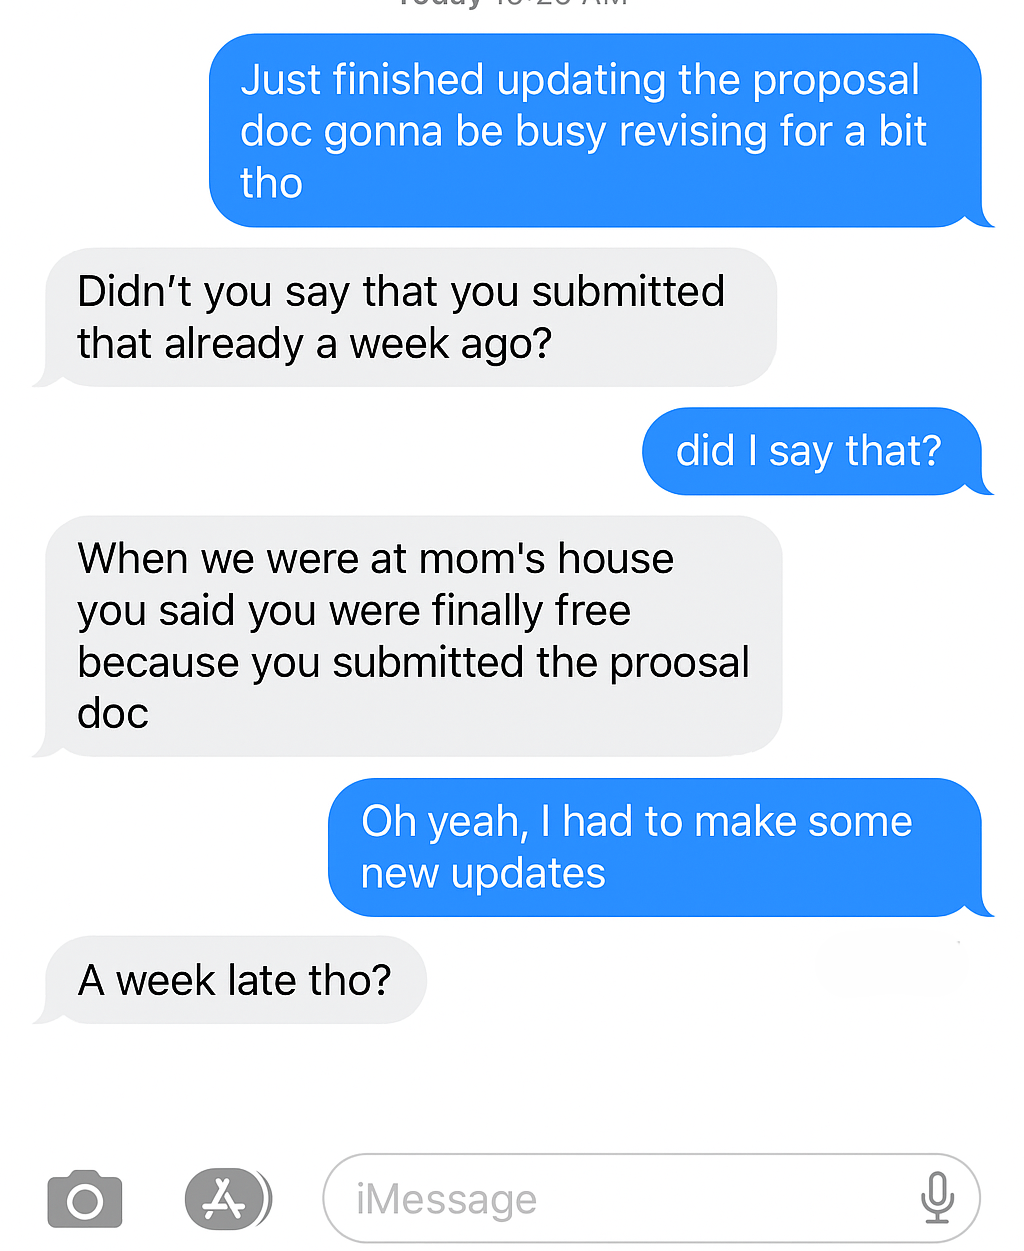 Just finished updating the proposal
doc gonna be busy revising for a bit
tho
Didn’t you say that you submitted
that already a week ago?
did I say that?
When we were at mom's house
you said you were finally free
because you submitted the proosal
doc
Oh yeah, I had to make some
new updates
A week late tho?
iMessage